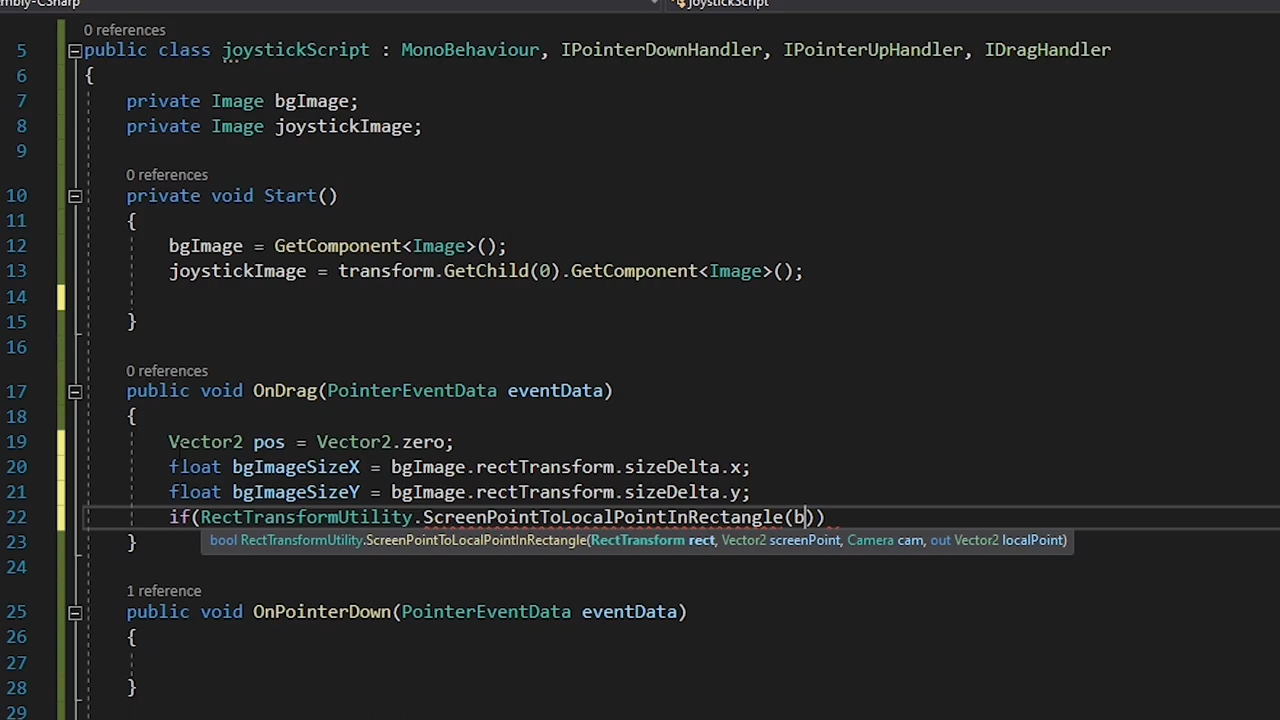 joystickScript
0 references
5 public class joystickScript : MonoBehaviour, IPointerDownHandler, IPointerUpHandler, IDragHandler
6 {
7 private Image bgImage;
8 private Image joystickImage;
9
0 references
10 private void Start()
11 {
12 bgImage = GetComponent<Image>();
13 joystickImage = transform.GetChild(0).GetComponent<Image>();
14
15 }
16
0 references
17 public void OnDrag(PointerEventData eventData)
18 {
19 Vector2 pos = Vector2.zero;
20 float bgImageSizeX = bgImage.rectTransform.sizeDelta.x;
21 float bgImageSizeY = bgImage.rectTransform.sizeDelta.y;
22 if(RectTransformUtility.ScreenPointToLocalPointInRectangle(b))
bool RectTransformUtility.ScreenPointToLocalPointInRectangle(RectTransform rect, Vector2 screenPoint, Camera cam, out Vector2 localPoint)
23 }
24
1 reference
25 public void OnPointerDown(PointerEventData eventData)
26 {
27
28 }
29